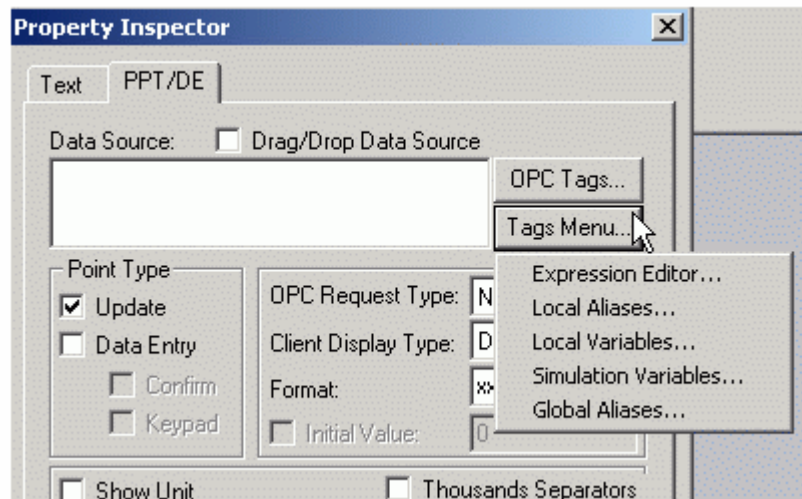 Property Inspector
Text PPT/DE
Data Source: Drag/Drop Data Source
OPC Tags...
Tags Menu...
Expression Editor...
Local Aliases...
Local Variables...
Simulation Variables...
Global Aliases...
Point Type
Update
Data Entry
Confirm
Keypad
OPC Request Type: N
Client Display Type: D
Format:
Initial Value: 0
Show Unit
Thousands Separators